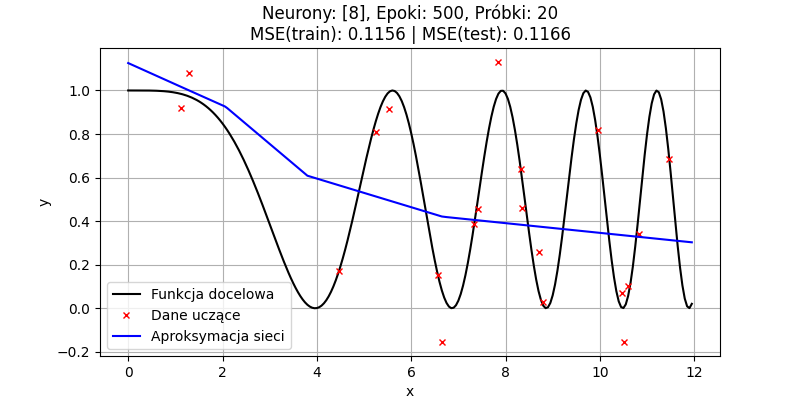 Neurony: [8], Epoki: 500, Próbki: 20
MSE(train): 0.1156 | MSE(test): 0.1166
1.0
0.8
0.6
0.4
0.2
0.0
−0.2
y
Funkcja docelowa
Dane uczące
Aproksymacja sieci
0 2 4 6 8 10 12
x